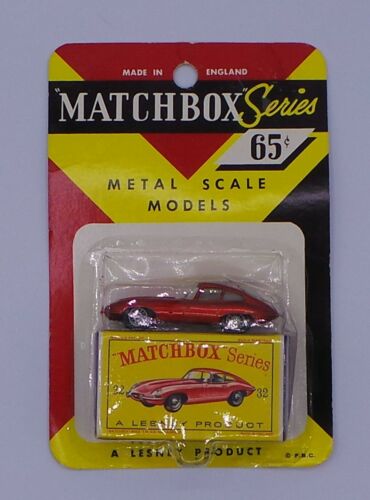 MADE IN ENGLAND
"MATCHBOX" Series
65¢
METAL SCALE
MODELS
"MATCHBOX" Series
32 32
A LESNEY PRODUCT
A LESNEY PRODUCT
© F.B.C.